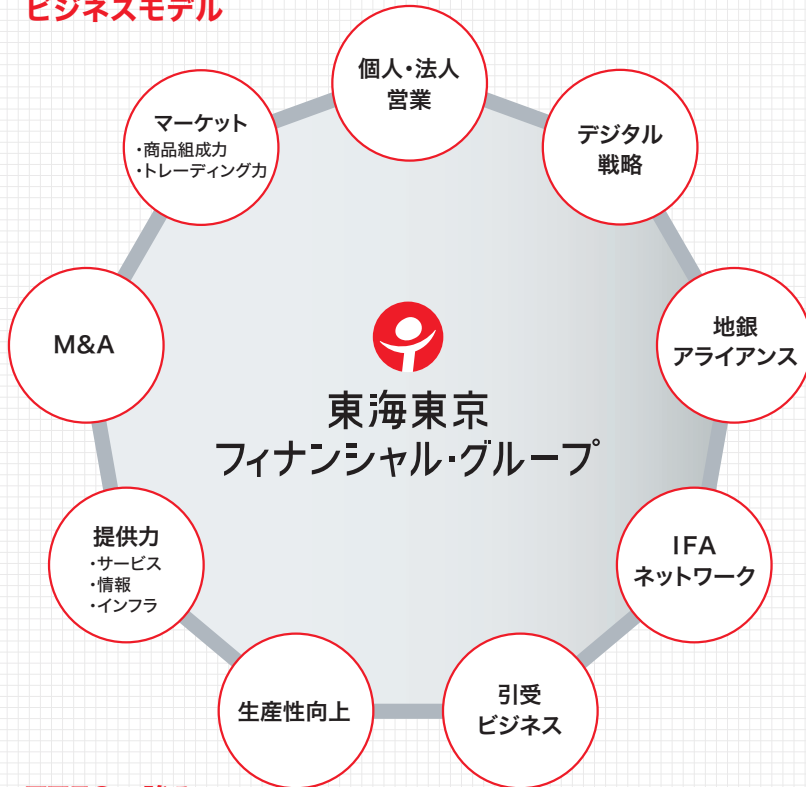 ビジネスモデル
個人・法人
営業
マーケット
・商品組成力
・トレーディング力
デジタル
戦略
M&A
地銀
アライアンス
東海東京
フィナンシャル・グループ
提供力
・サービス
・情報
・インフラ
IFA
ネットワーク
生産性向上
引受
ビジネス